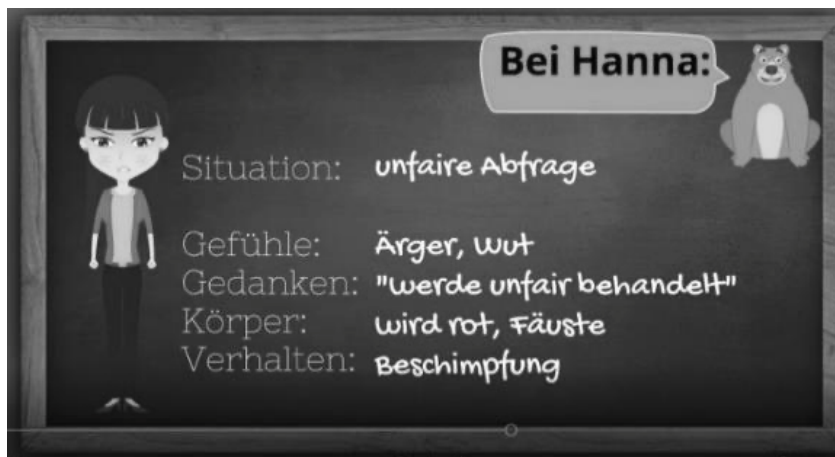 Bei Hanna:
Situation: unfaire Abfrage
Gefühle: Ärger, Wut
Gedanken: "werde unfair behandelt"
Körper: wird rot, Fäuste
Verhalten: Beschimpfung